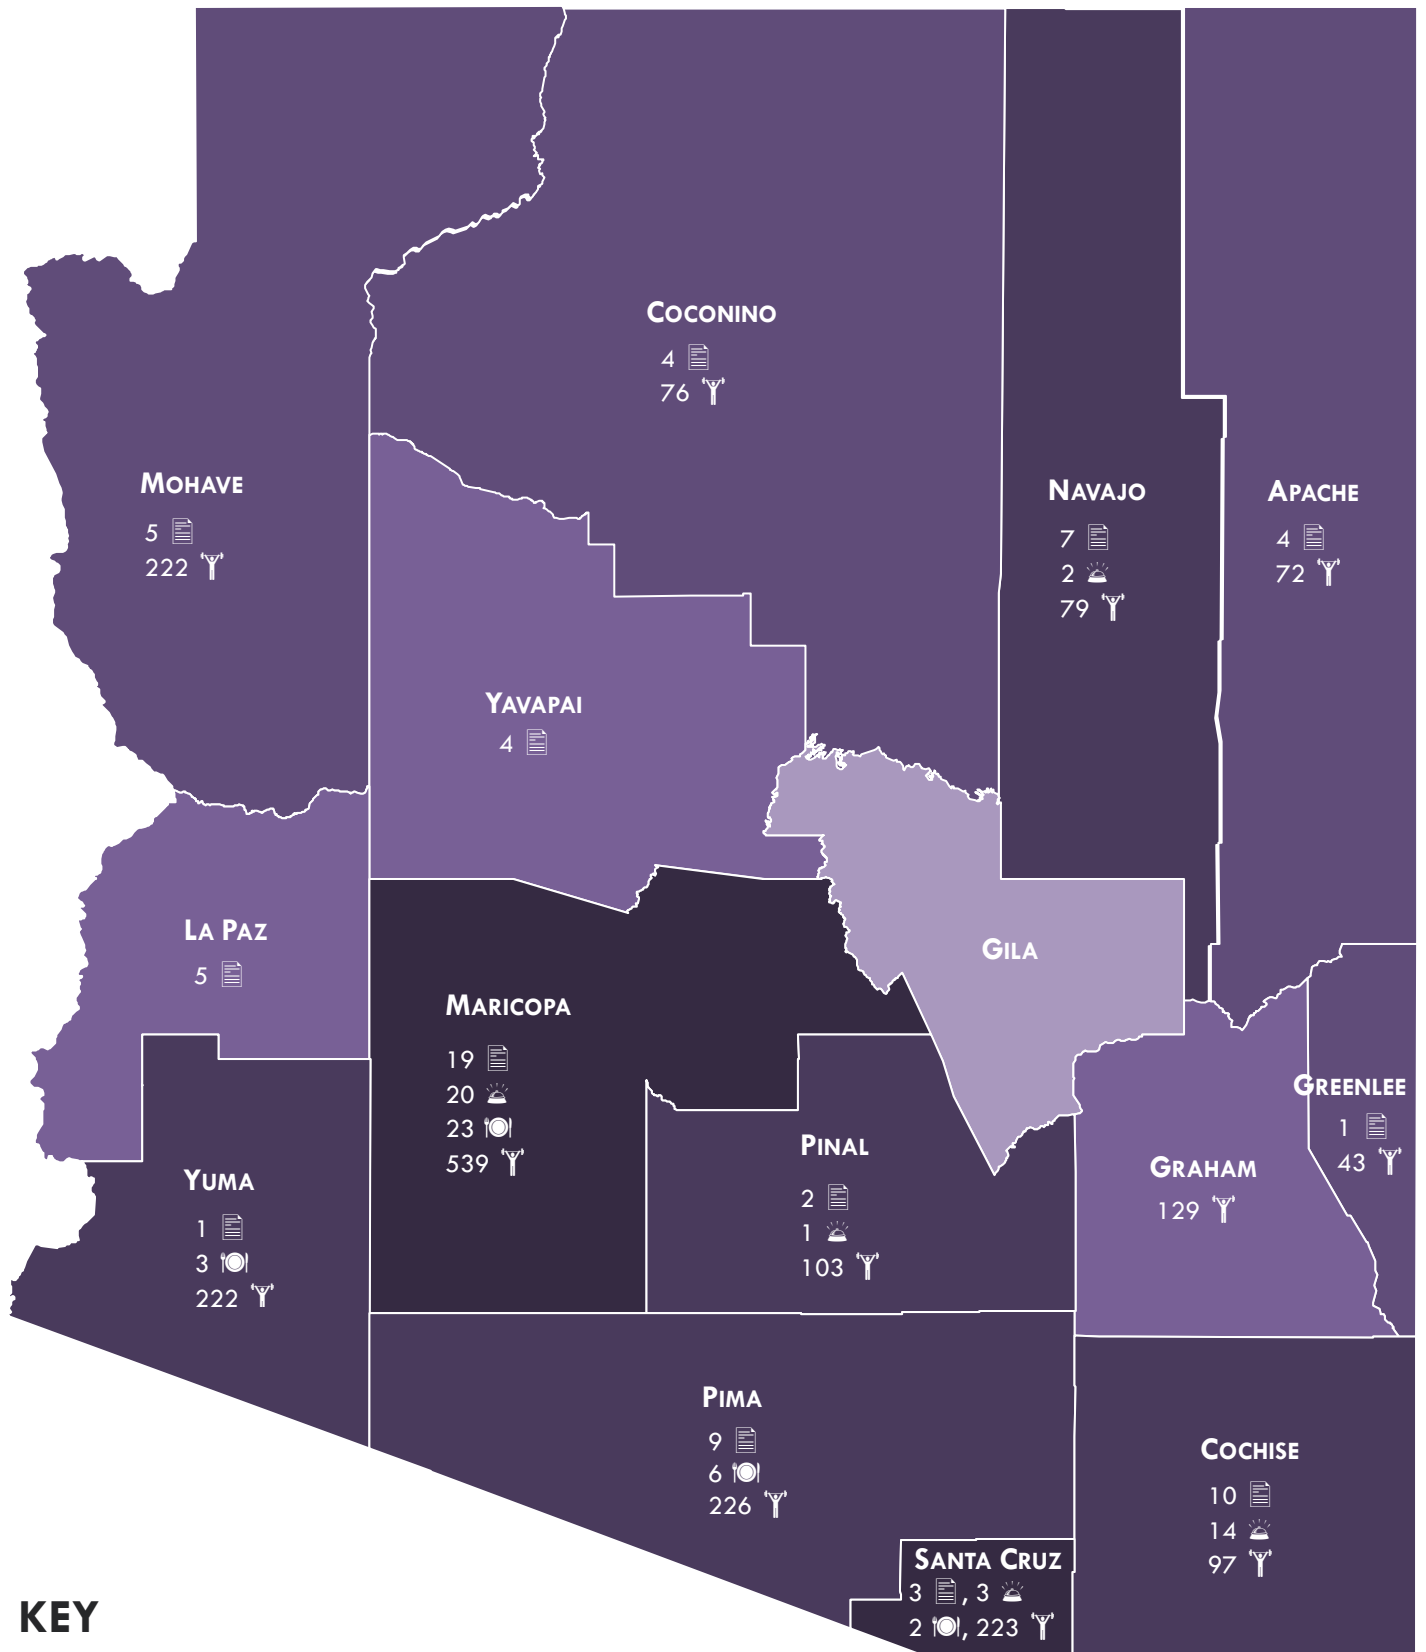 COCONINO
4
76
MOHAVE
5
222
NAVAJO
7
2
79
APACHE
4
72
YAVAPAI
4
LA PAZ
5
GILA
MARICOPA
19
20
23
539
GREENLEE
1
43
PINAL
2
1
103
GRAHAM
129
YUMA
1
3
222
PIMA
9
6
226
COCHISE
10
14
97
SANTA CRUZ
3 , 3
2 , 223
KEY